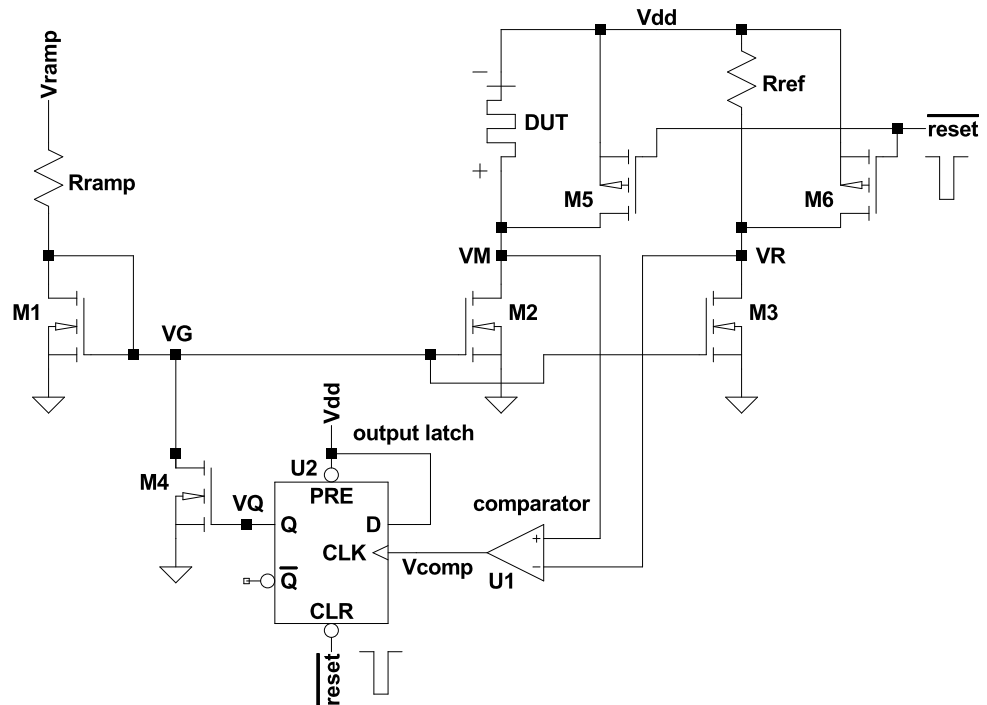 Vdd
Vramp
Rref
DUT
reset
Rramp
M5
M6
VM
VR
M1
M2
M3
VG
Vdd
output latch
U2
M4
PRE
comparator
VQ
Q
D
+
CLK
Vcomp
-
U1
Q
CLR
reset
-
+